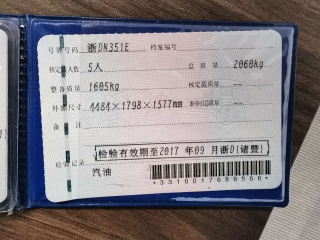 号牌号码 浙DN351E 档案编号
核定载人数 5人 总质量 2060kg
整备质量 1605kg 核定载质量 --
外廓尺寸 4484×1798×1577mm 准牵引总质量 --
备注
检验有效期至2017年09月浙D(诸暨)
检验记录
汽油
*3310017689556*